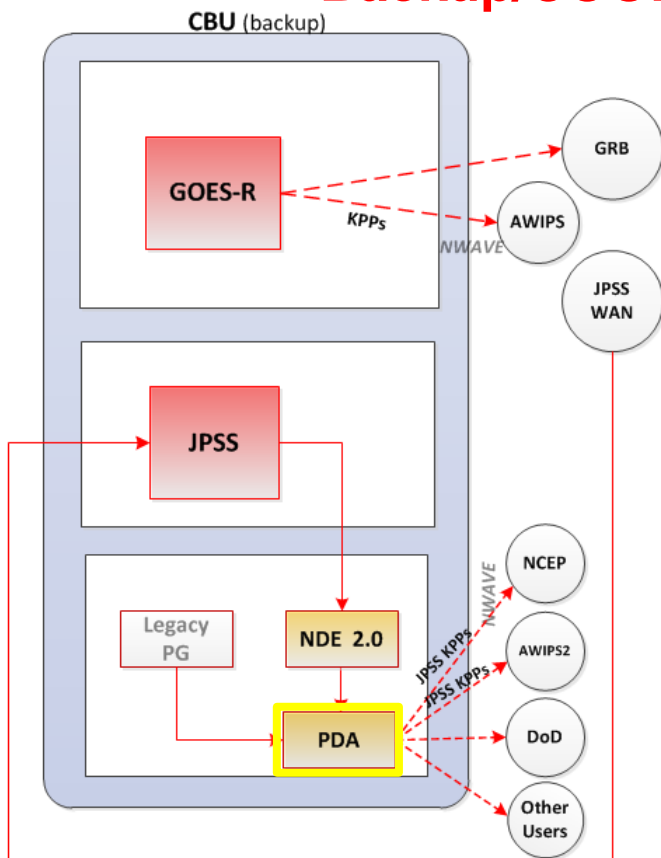 CBU (backup)
GOES-R
KPPs
NWAVE
GRB
AWIPS
JPSS
WAN
JPSS
NCEP
NWAVE
JPSS KPPs
AWIPS2
JPSS KPPs
Legacy
PG
NDE 2.0
PDA
DoD
Other
Users